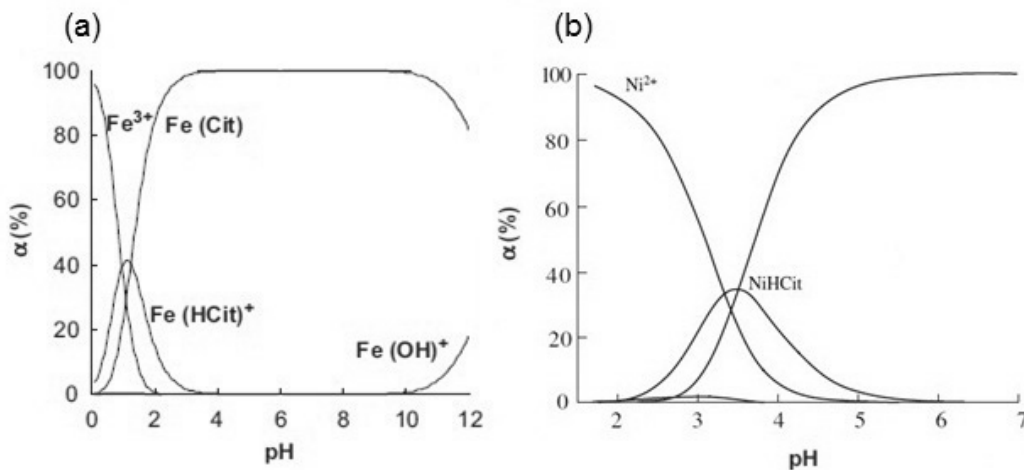 (a)
100
80
60
40
20
0
α (%)
Fe3+
Fe (Cit)
Fe (HCit)+
Fe (OH)+
0 2 4 6 8 10 12
pH
(b)
100
80
60
40
20
0
α (%)
Ni2+
NiHCit
2 3 4 5 6 7
pH